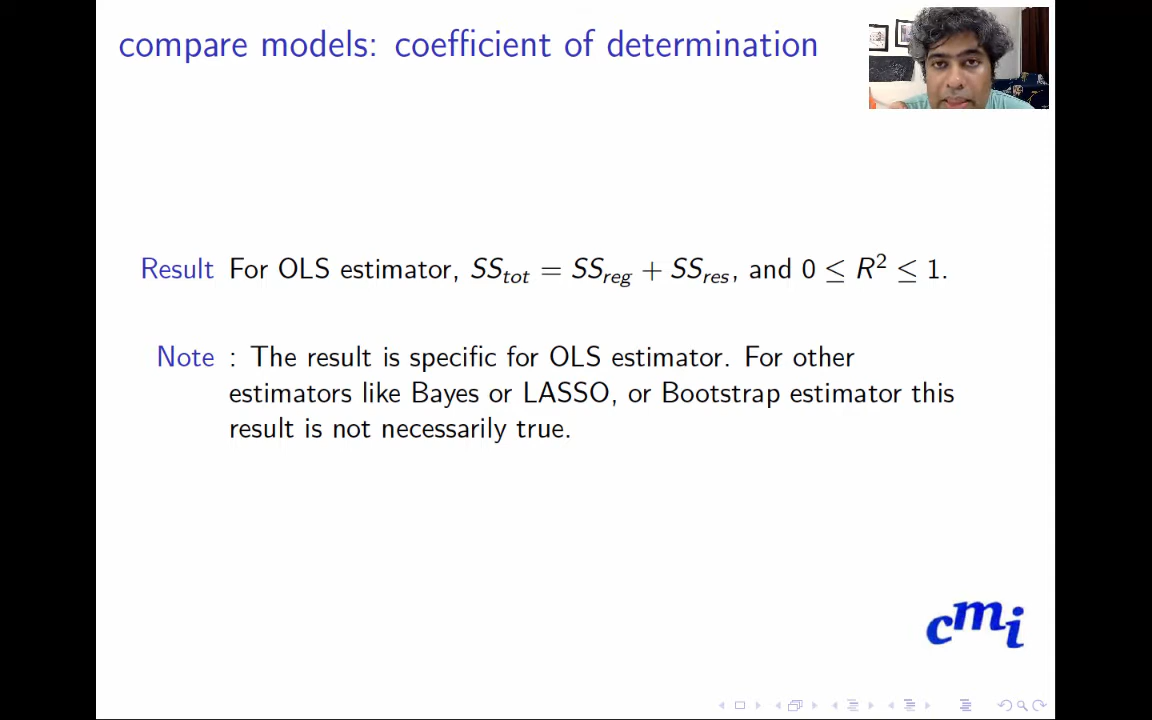 compare models: coefficient of determination
Result For OLS estimator, SS_tot = SS_reg + SS_res, and 0 ≤ R² ≤ 1.
Note : The result is specific for OLS estimator. For other
estimators like Bayes or LASSO, or Bootstrap estimator this
result is not necessarily true.
cmi